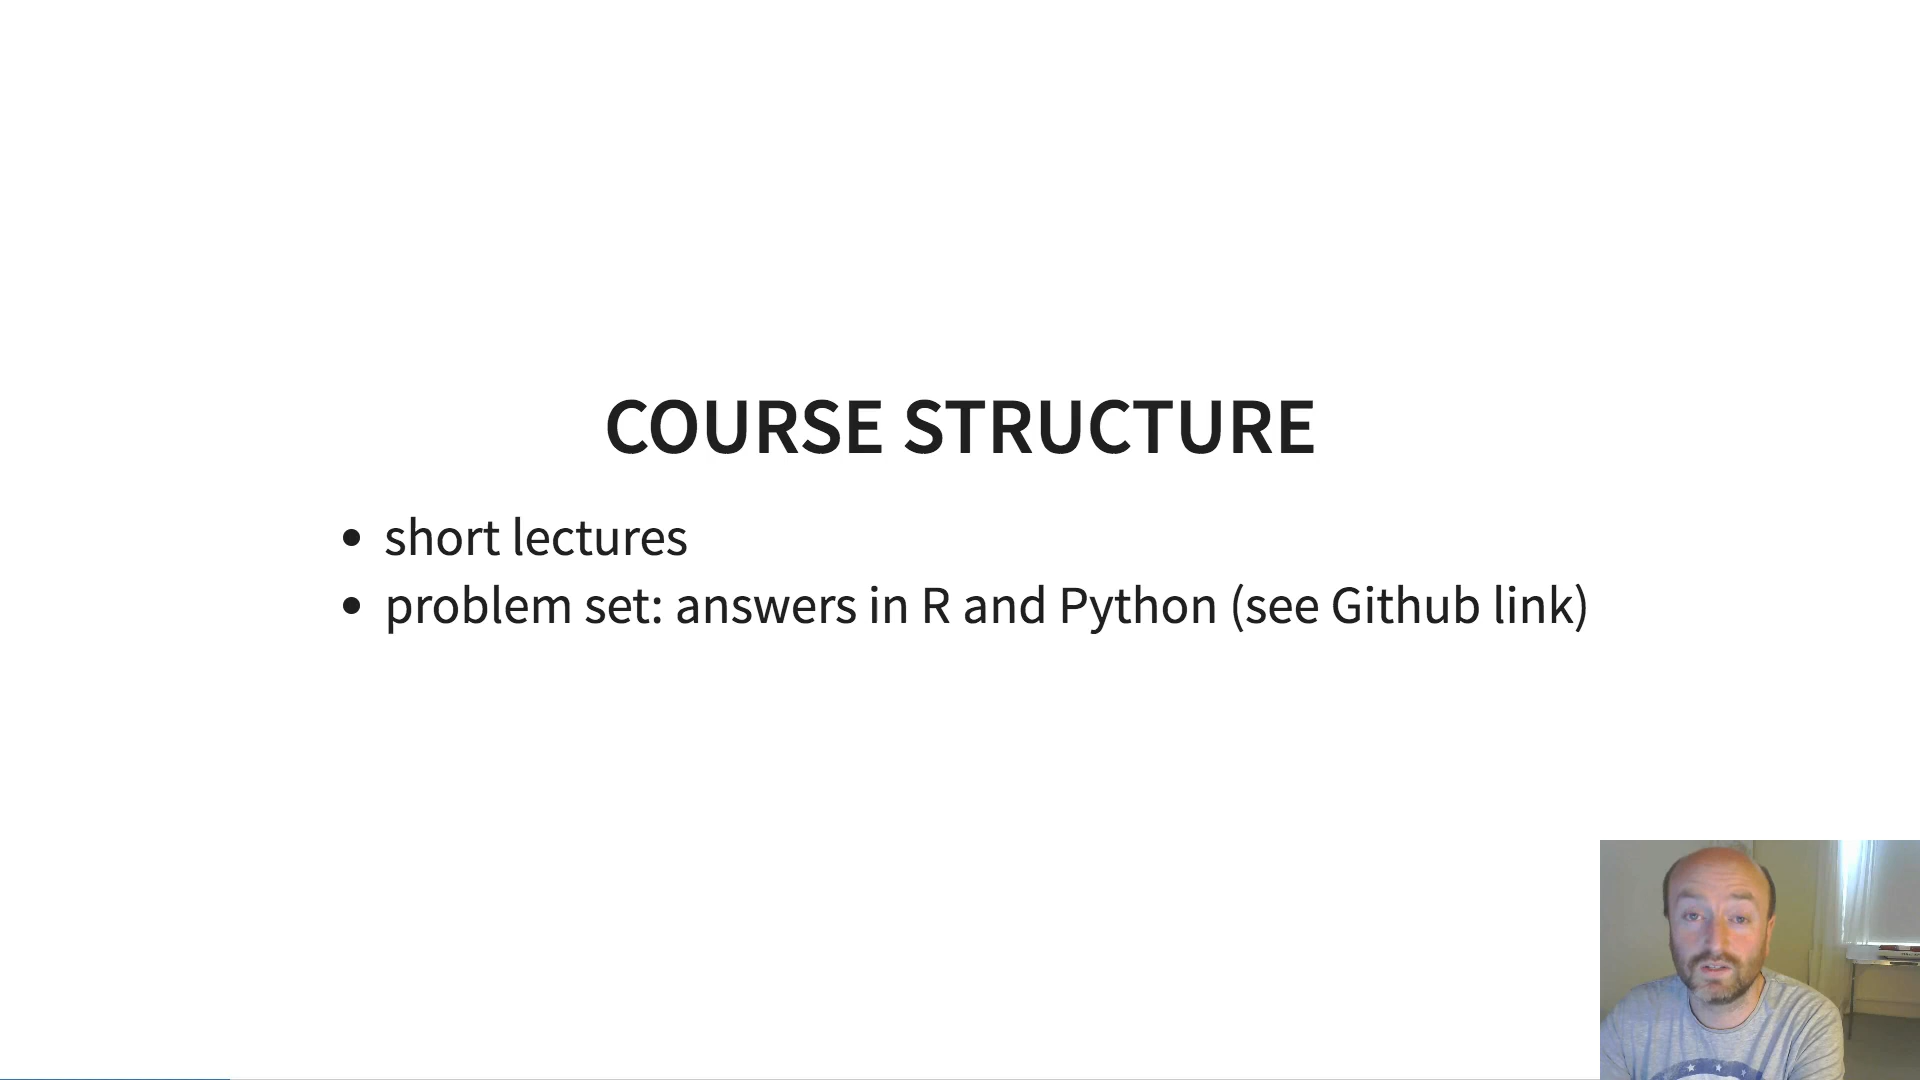 COURSE STRUCTURE
short lectures
problem set: answers in R and Python (see Github link)